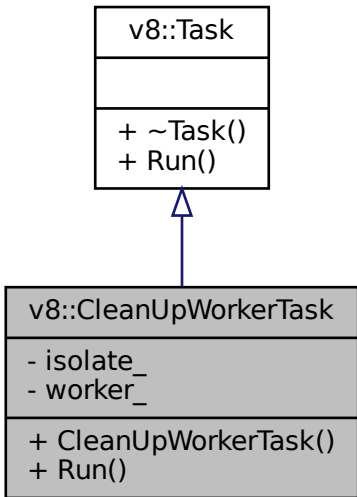 v8::Task
+ ~Task()
+ Run()
v8::CleanUpWorkerTask
- isolate_
- worker_
+ CleanUpWorkerTask()
+ Run()